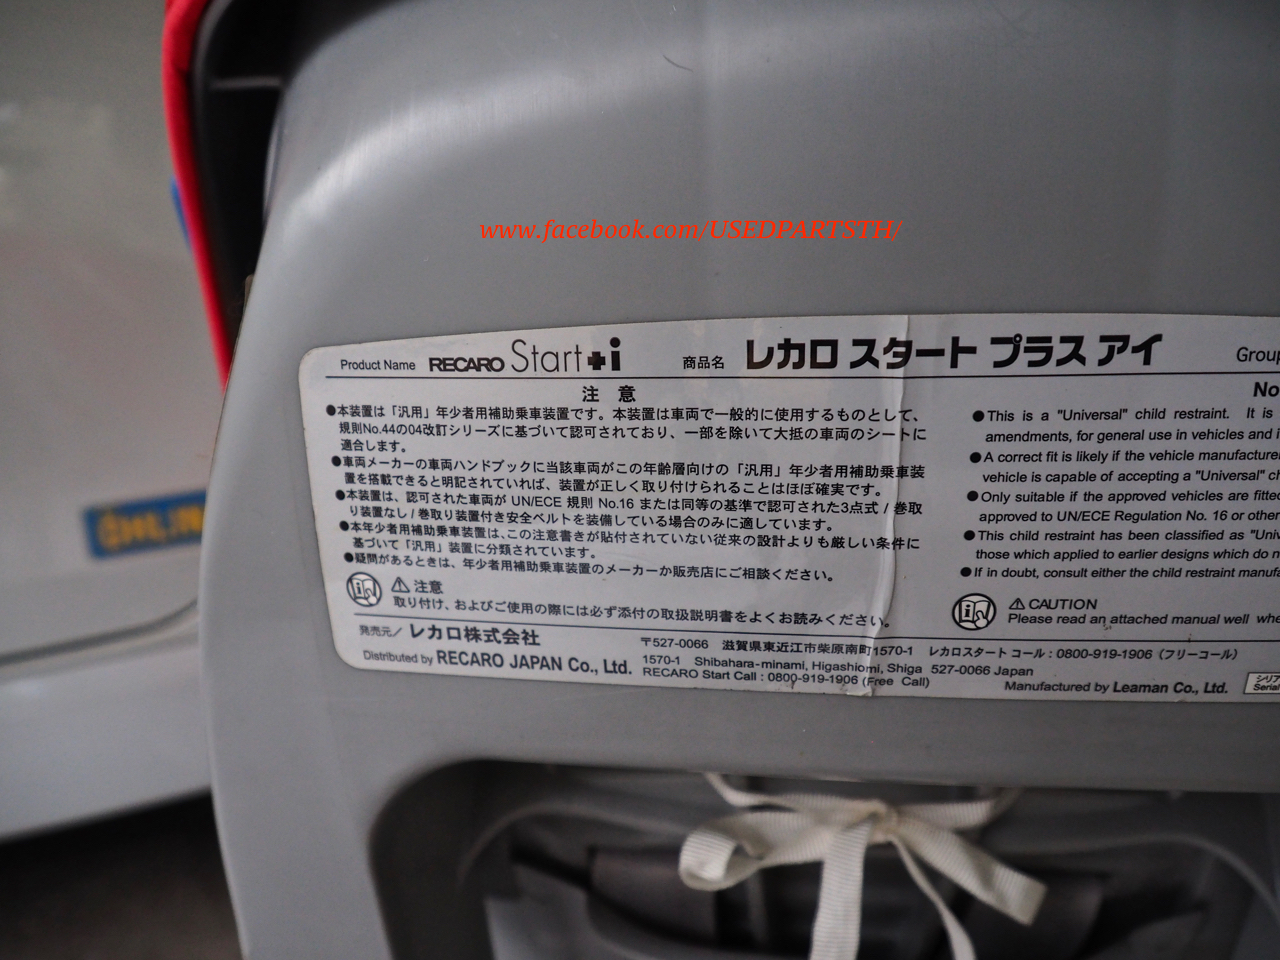 www.facebook.com/USEDPARTSTH/
Product Name RECARO Start+i 商品名 レカロ スタート プラス アイ Group
注 意
●本装置は「汎用」年少者用補助乗車装置です。本装置は車両で一般的に使用するものとして、
規則No.44の04改訂シリーズに基づいて認可されており、一部を除いて大抵の車両のシートに
適合します。
●車両メーカーの車両ハンドブックに当該車両がこの年齢層向けの「汎用」年少者用補助乗車装
置を搭載できると明記されていれば、装置が正しく取り付けられることはほぼ確実です。
●本装置は、認可された車両が UN/ECE 規則 No.16 または同等の基準で認可された3点式 / 巻取
り装置なし / 巻取り装置付き安全ベルトを装備している場合のみに適しています。
●本年少者用補助乗車装置は、この注意書きが貼付されていない従来の設計よりも厳しい条件に
基づいて「汎用」装置に分類されています。
●疑問があるときは、年少者用補助乗車装置のメーカーか販売店にご相談ください。
注意
取り付け、およびご使用の際には必ず添付の取扱説明書をよくお読みください。
No
●This is a "Universal" child restraint. It is
amendments, for general use in vehicles and
●A correct fit is likely if the vehicle manufacture
vehicle is capable of accepting a "Universal"
●Only suitable if the approved vehicles are fitte
approved to UN/ECE Regulation No. 16 or other
●This child restraint has been classified as "Univ
those which applied to earlier designs which do
●If in doubt, consult either the child restraint manufa
CAUTION
Please read an attached manual well whe
発売元／ レカロ株式会社
Distributed by RECARO JAPAN Co., Ltd.
〒527-0066 滋賀県東近江市柴原南町1570-1 レカロスタート コール：0800-919-1906（フリーコール）
1570-1 Shibahara-minami, Higashiomi, Shiga 527-0066 Japan
RECARO Start Call : 0800-919-1906 (Free Call)
Manufactured by Leaman Co., Ltd.
シリア
Serial